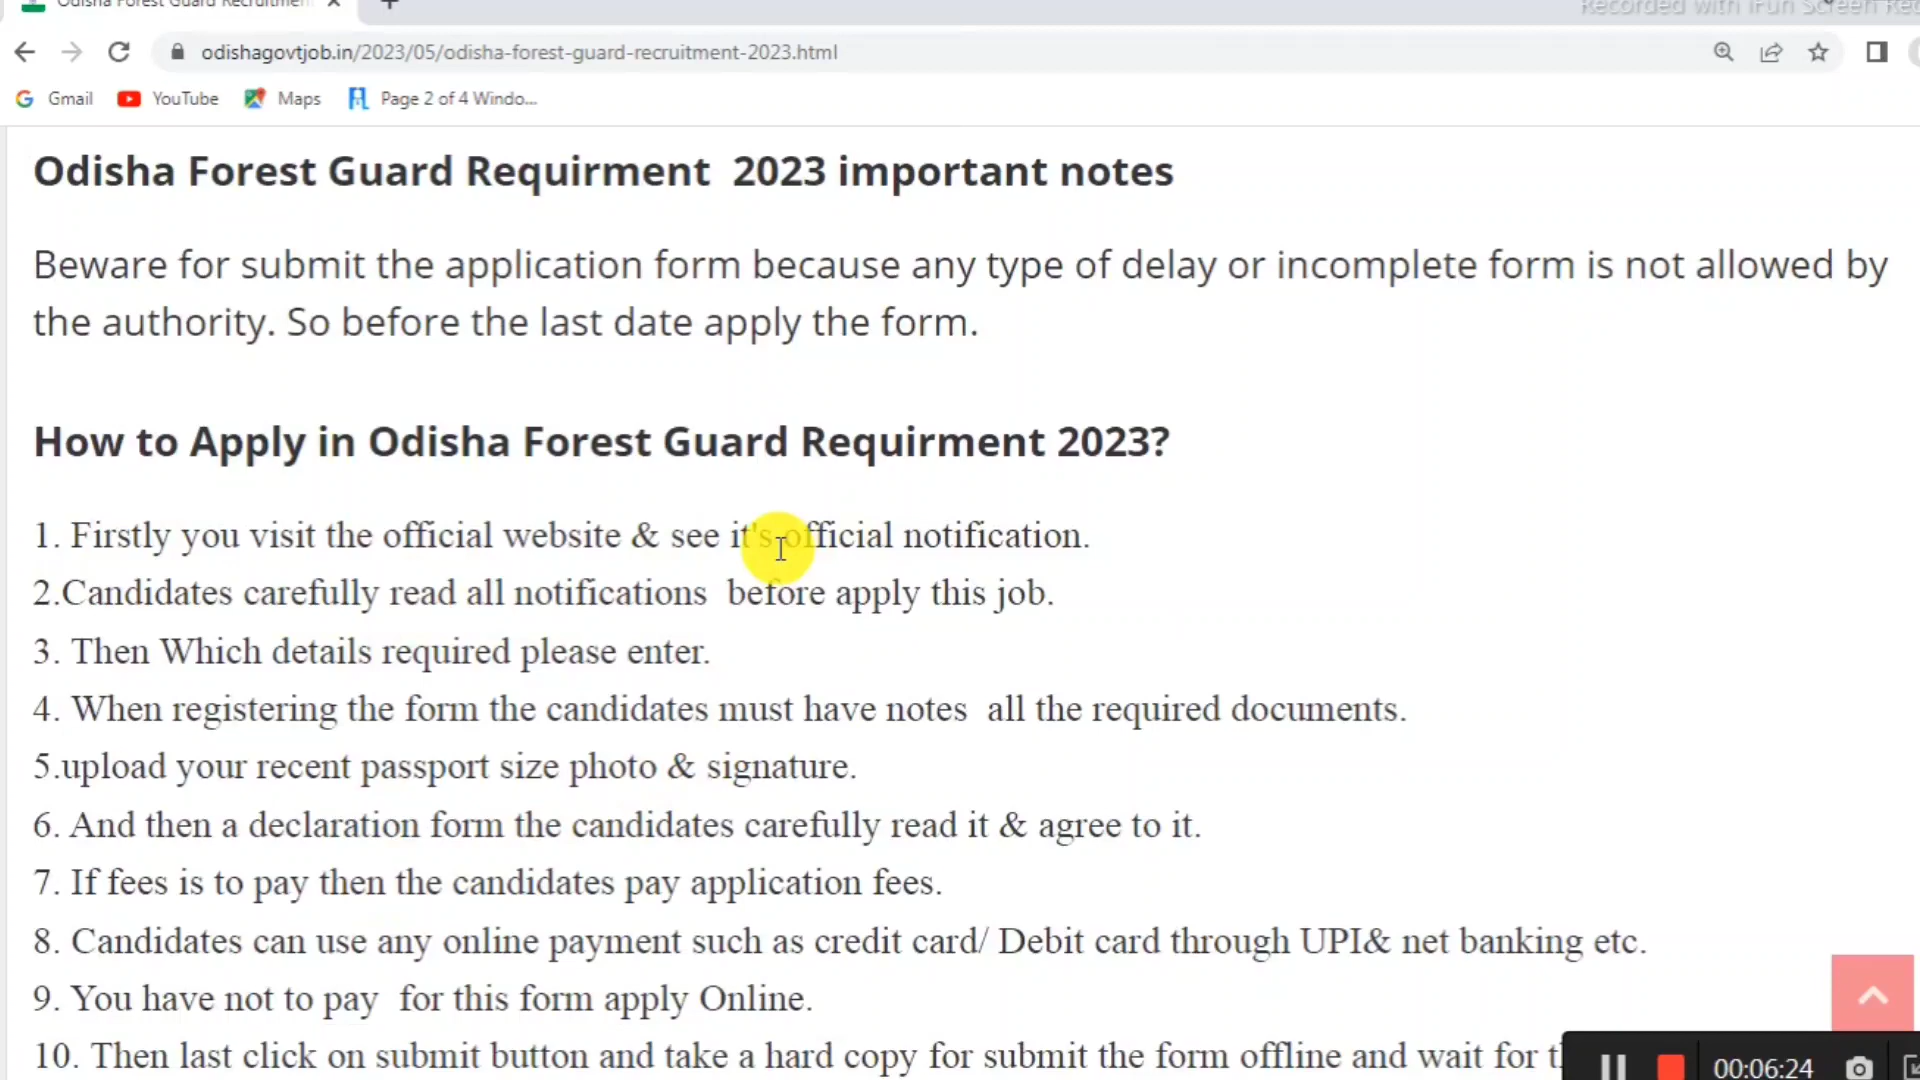 Odisha Forest Guard Recruitmen
Recorded with iFun Screen Rec
odishagovtjob.in/2023/05/odisha-forest-guard-recruitment-2023.html
Gmail YouTube Maps Page 2 of 4 Windo...
Odisha Forest Guard Requirment 2023 important notes
Beware for submit the application form because any type of delay or incomplete form is not allowed by
the authority. So before the last date apply the form.
How to Apply in Odisha Forest Guard Requirment 2023?
1. Firstly you visit the official website & see it's official notification.
2.Candidates carefully read all notifications before apply this job.
3. Then Which details required please enter.
4. When registering the form the candidates must have notes all the required documents.
5.upload your recent passport size photo & signature.
6. And then a declaration form the candidates carefully read it & agree to it.
7. If fees is to pay then the candidates pay application fees.
8. Candidates can use any online payment such as credit card/ Debit card through UPI& net banking etc.
9. You have not to pay for this form apply Online.
10. Then last click on submit button and take a hard copy for submit the form offline and wait for
00:06:24